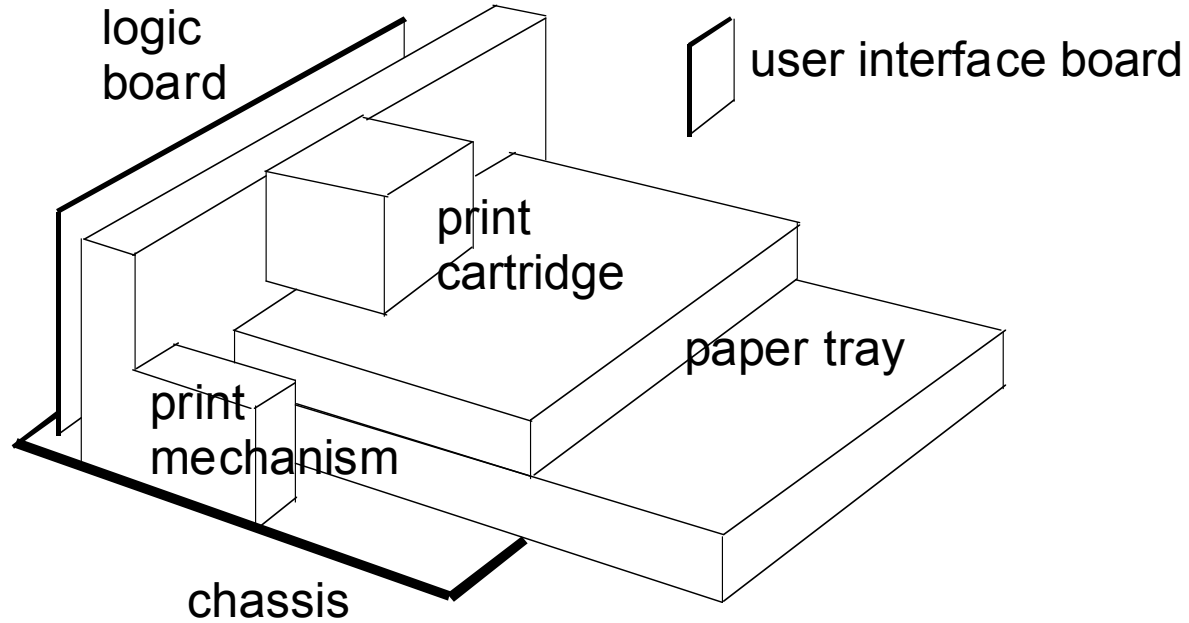 logic
board
user interface board
print
cartridge
paper tray
print
mechanism
chassis